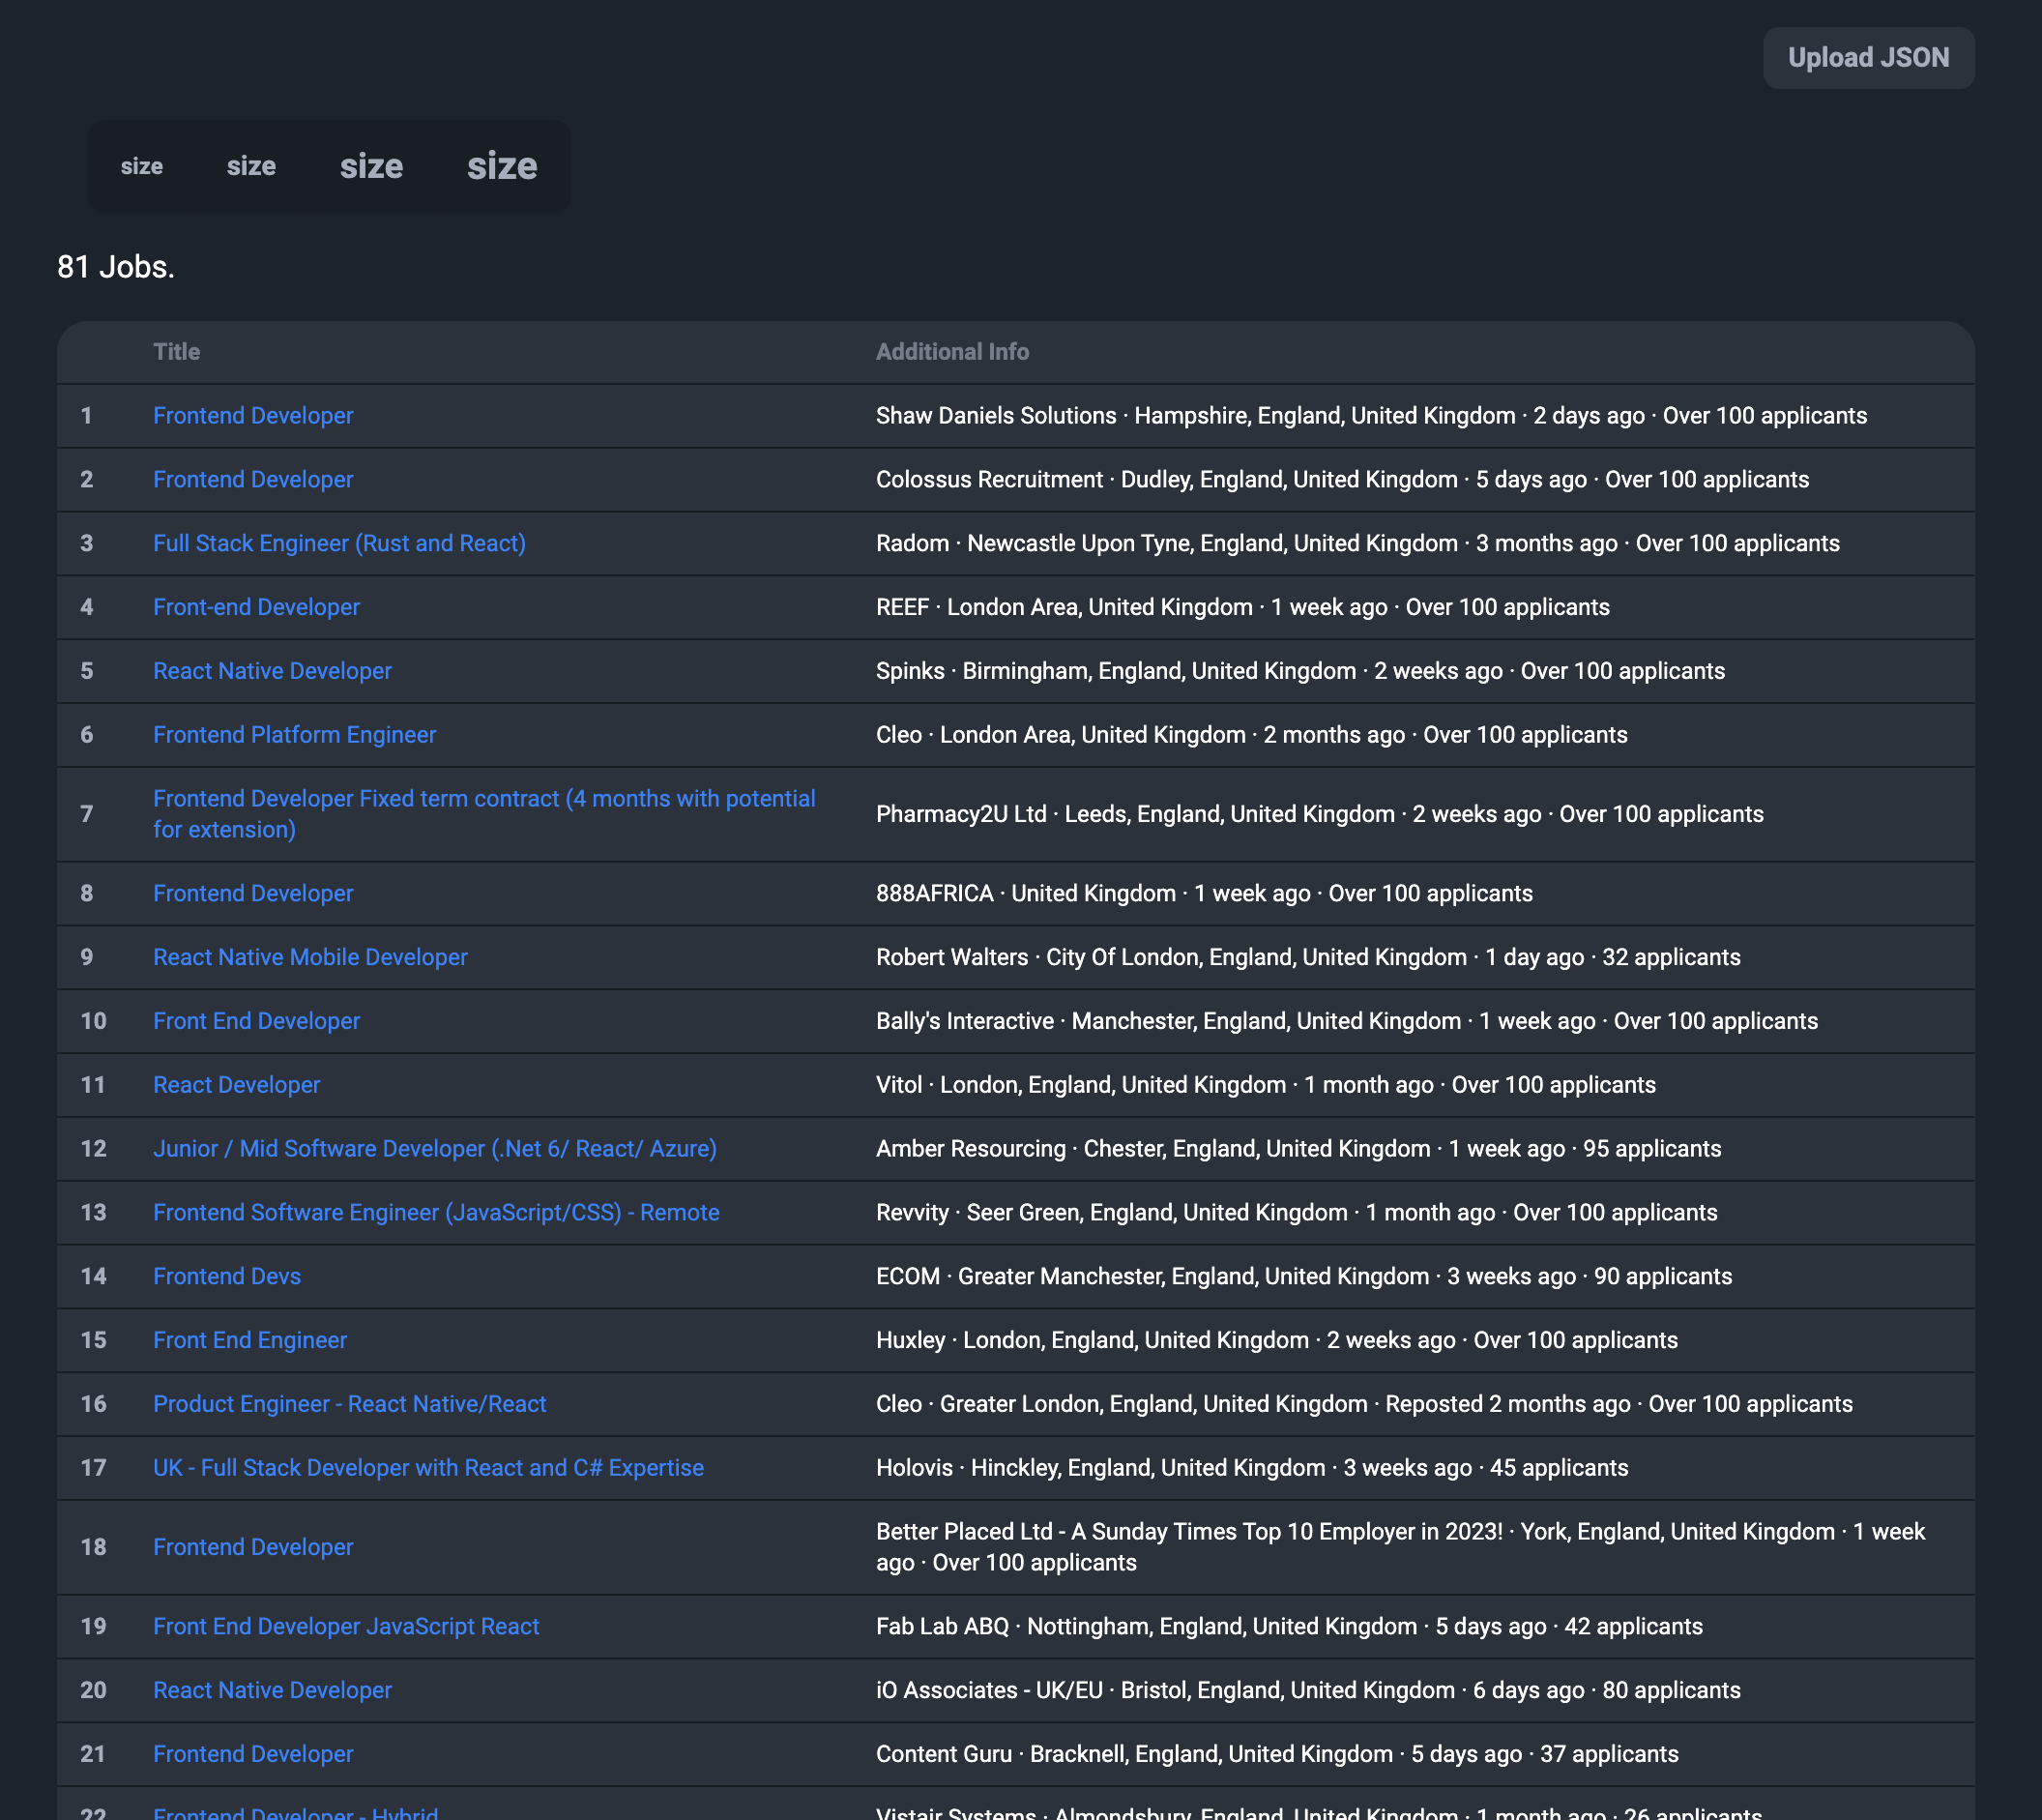 Upload JSON
size size size size
81 Jobs.
Title Additional Info
1 Frontend Developer Shaw Daniels Solutions · Hampshire, England, United Kingdom · 2 days ago · Over 100 applicants
2 Frontend Developer Colossus Recruitment · Dudley, England, United Kingdom · 5 days ago · Over 100 applicants
3 Full Stack Engineer (Rust and React) Radom · Newcastle Upon Tyne, England, United Kingdom · 3 months ago · Over 100 applicants
4 Front-end Developer REEF · London Area, United Kingdom · 1 week ago · Over 100 applicants
5 React Native Developer Spinks · Birmingham, England, United Kingdom · 2 weeks ago · Over 100 applicants
6 Frontend Platform Engineer Cleo · London Area, United Kingdom · 2 months ago · Over 100 applicants
7 Frontend Developer Fixed term contract (4 months with potential
for extension) Pharmacy2U Ltd · Leeds, England, United Kingdom · 2 weeks ago · Over 100 applicants
8 Frontend Developer 888AFRICA · United Kingdom · 1 week ago · Over 100 applicants
9 React Native Mobile Developer Robert Walters · City Of London, England, United Kingdom · 1 day ago · 32 applicants
10 Front End Developer Bally's Interactive · Manchester, England, United Kingdom · 1 week ago · Over 100 applicants
11 React Developer Vitol · London, England, United Kingdom · 1 month ago · Over 100 applicants
12 Junior / Mid Software Developer (.Net 6/ React/ Azure) Amber Resourcing · Chester, England, United Kingdom · 1 week ago · 95 applicants
13 Frontend Software Engineer (JavaScript/CSS) - Remote Revvity · Seer Green, England, United Kingdom · 1 month ago · Over 100 applicants
14 Frontend Devs ECOM · Greater Manchester, England, United Kingdom · 3 weeks ago · 90 applicants
15 Front End Engineer Huxley · London, England, United Kingdom · 2 weeks ago · Over 100 applicants
16 Product Engineer - React Native/React Cleo · Greater London, England, United Kingdom · Reposted 2 months ago · Over 100 applicants
17 UK - Full Stack Developer with React and C# Expertise Holovis · Hinckley, England, United Kingdom · 3 weeks ago · 45 applicants
18 Frontend Developer Better Placed Ltd - A Sunday Times Top 10 Employer in 2023! · York, England, United Kingdom · 1 week
ago · Over 100 applicants
19 Front End Developer JavaScript React Fab Lab ABQ · Nottingham, England, United Kingdom · 5 days ago · 42 applicants
20 React Native Developer iO Associates - UK/EU · Bristol, England, United Kingdom · 6 days ago · 80 applicants
21 Frontend Developer Content Guru · Bracknell, England, United Kingdom · 5 days ago · 37 applicants
22 Frontend Developer - Hybrid Vistair Systems · Almondsbury, England, United Kingdom · 1 month ago · 26 applicants